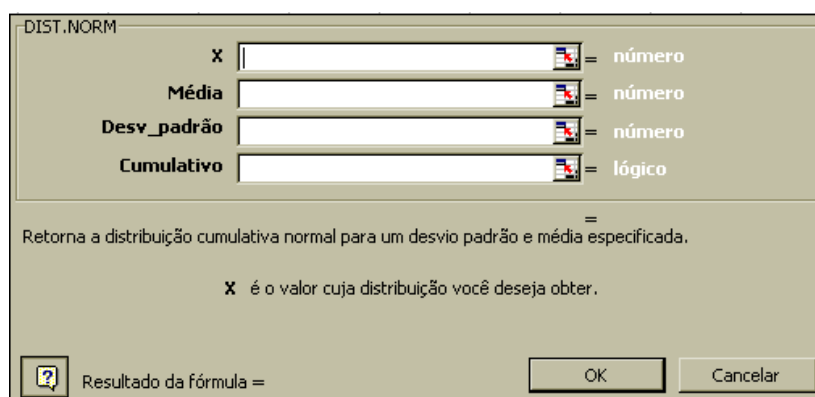 DIST.NORM
X = número
Média = número
Desv_padrão = número
Cumulativo = lógico
=
Retorna a distribuição cumulativa normal para um desvio padrão e média especificada.
X é o valor cuja distribuição você deseja obter.
? Resultado da fórmula = OK Cancelar